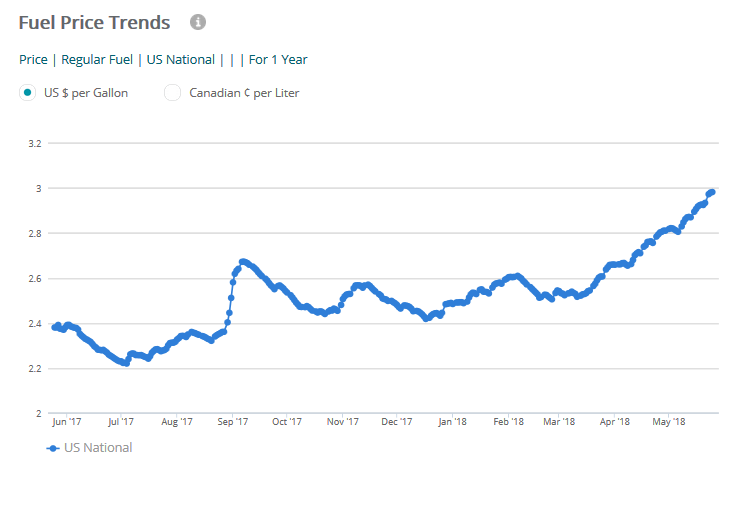 Fuel Price Trends i
Price | Regular Fuel | US National | | | For 1 Year
US $ per Gallon Canadian ¢ per Liter
3.2
3
2.8
2.6
2.4
2.2
2
Jun '17 Jul '17 Aug '17 Sep '17 Oct '17 Nov '17 Dec '17 Jan '18 Feb '18 Mar '18 Apr '18 May '18
US National